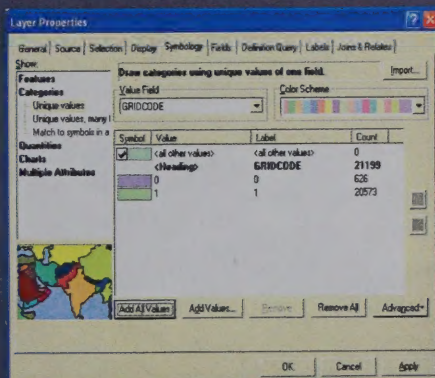 Layer Properties
General Source Selection Display Symbology Fields Definition Query Labels Joins & Relates
Show:
Features
Categories
Unique values
Unique values, many f
Match to symbols in a
Quantities
Charts
Multiple Attributes
Draw categories using unique values of one field.
Import...
Value Field
Color Scheme
GRIDCODE
Symbol Value Label Count
<all other values> <all other values> 0
<Heading> GRIDCODE 21199
0 0 626
1 1 20573
Add All Values Add Values... Remove Remove All Advanced
OK Cancel Apply